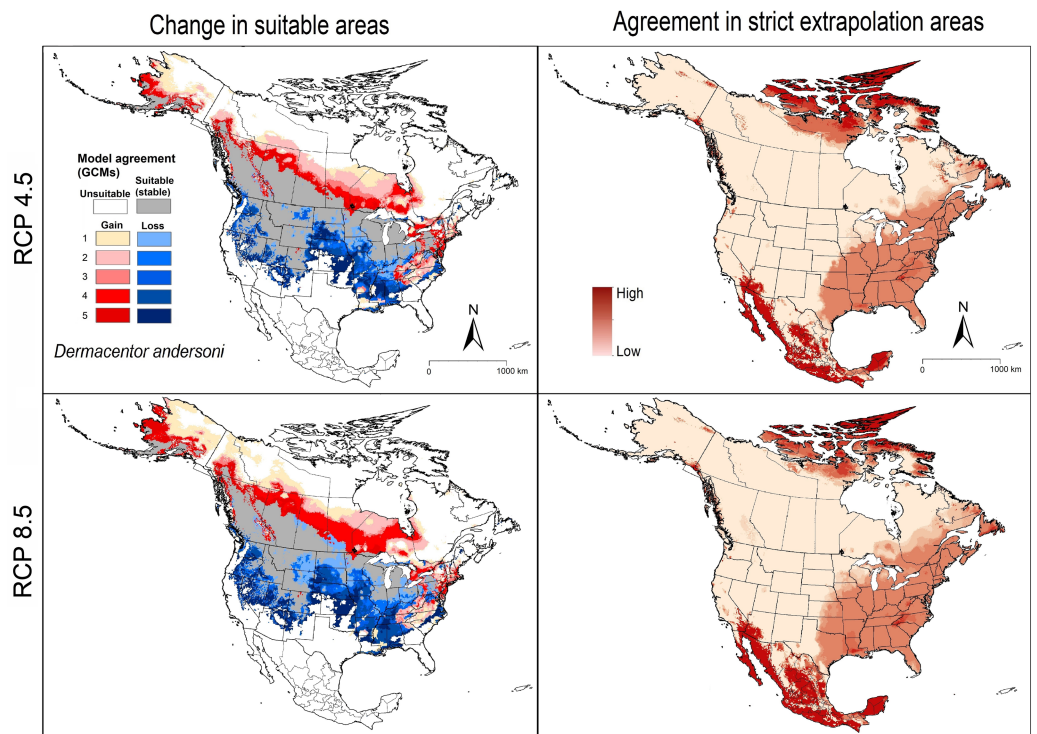 Change in suitable areas
Agreement in strict extrapolation areas
RCP 4.5
Model agreement
(GCMs)
Unsuitable
Suitable
(stable)
Gain
Loss
1
2
3
4
5
Dermacentor andersoni
N
0
1000 km
High
Low
N
0
1000 km
RCP 8.5